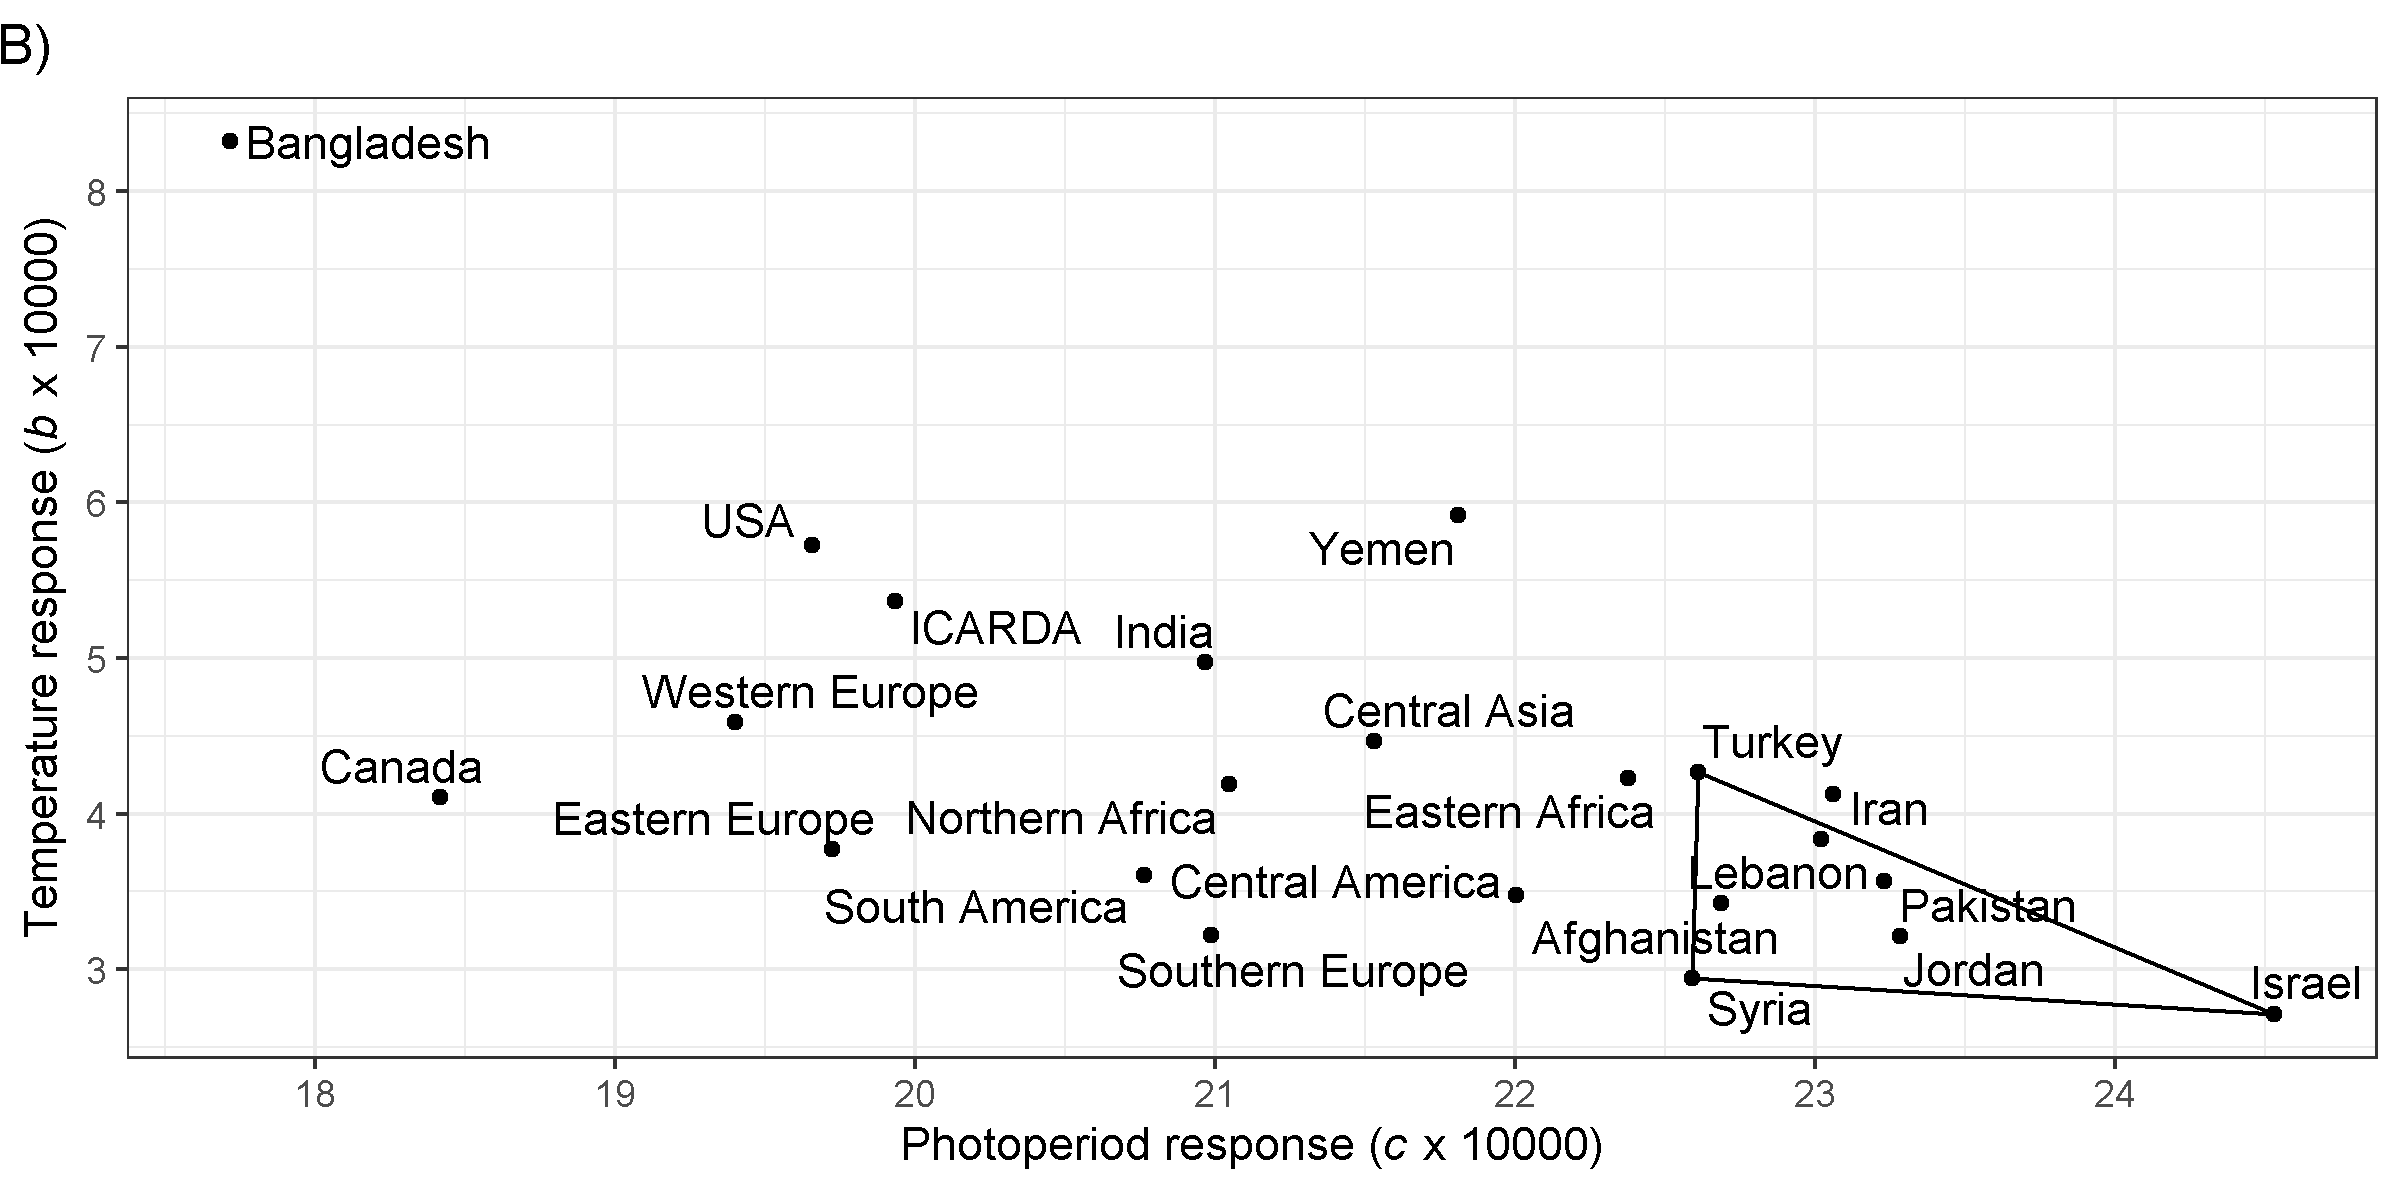 B)
Temperature response (b x 10000)
8
7
6
5
4
3
Bangladesh
USA
Yemen
ICARDA
India
Western Europe
Central Asia
Turkey
Canada
Iran
Eastern Europe
Northern Africa
Eastern Africa
Lebanon
Central America
South America
Pakistan
Afghanistan
Southern Europe
Jordan
Israel
Syria
18
19
20
21
22
23
24
Photoperiod response (c x 10000)